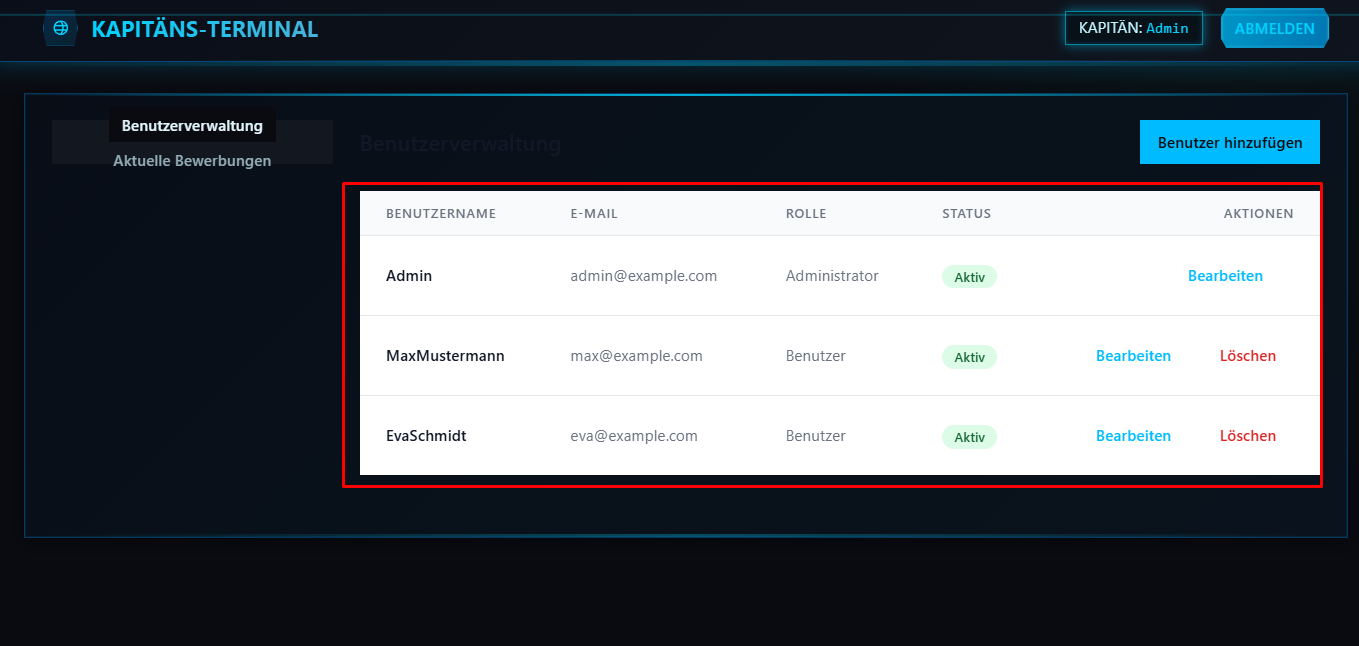 KAPITÄNS-TERMINAL
KAPITÄN: Admin
ABMELDEN
Benutzerverwaltung
Aktuelle Bewerbungen
Benutzerverwaltung
Benutzer hinzufügen
BENUTZERNAME E-MAIL ROLLE STATUS AKTIONEN
Admin admin@example.com Administrator Aktiv Bearbeiten
MaxMustermann max@example.com Benutzer Aktiv Bearbeiten Löschen
EvaSchmidt eva@example.com Benutzer Aktiv Bearbeiten Löschen